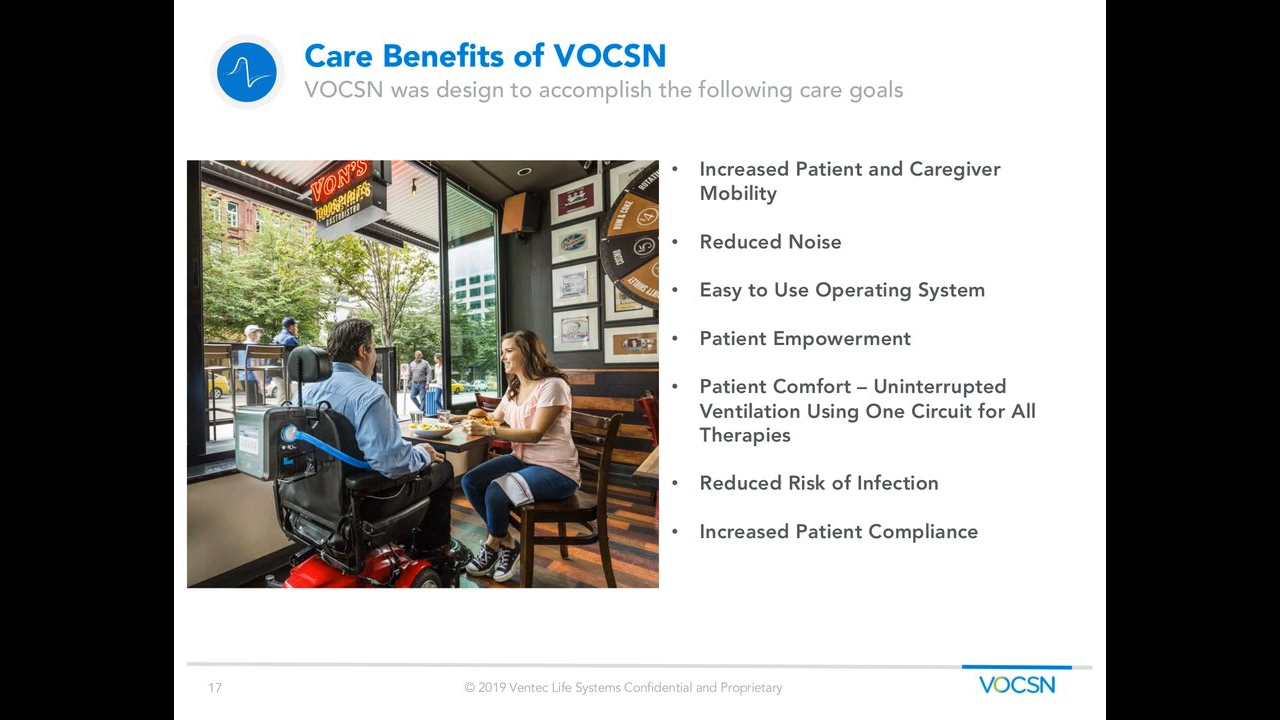 Care Benefits of VOCSN
VOCSN was design to accomplish the following care goals
VON'S
GASTROBISTRO
• Increased Patient and Caregiver
Mobility
• Reduced Noise
• Easy to Use Operating System
• Patient Empowerment
• Patient Comfort – Uninterrupted
Ventilation Using One Circuit for All
Therapies
• Reduced Risk of Infection
• Increased Patient Compliance
17
© 2019 Ventec Life Systems Confidential and Proprietary
VOCSN